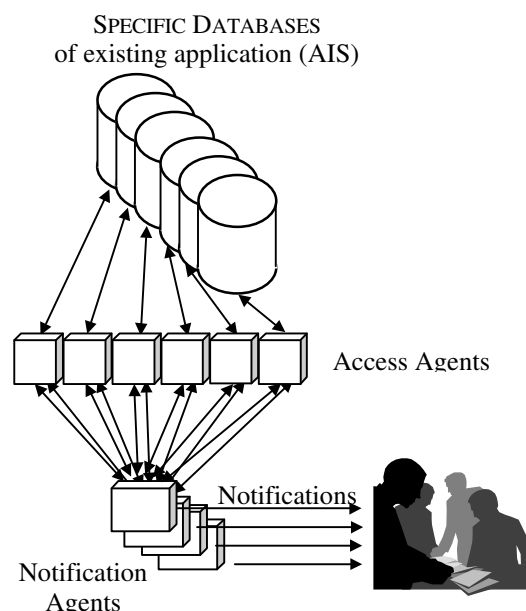 SPECIFIC DATABASES
of existing application (AIS)
Access Agents
Notifications
Notification
Agents